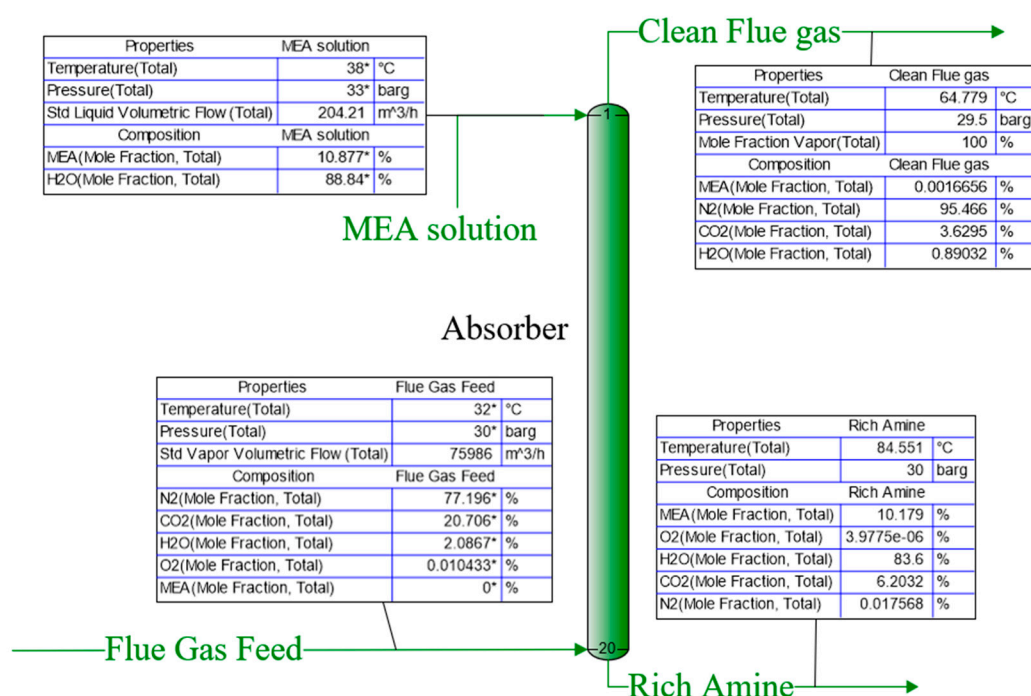 Clean Flue gas
Properties MEA solution
Temperature(Total) 38* °C
Pressure(Total) 33* barg
Std Liquid Volumetric Flow (Total) 204.21 m^3/h
Composition MEA solution
MEA(Mole Fraction, Total) 10.877* %
H2O(Mole Fraction, Total) 88.84* %
Properties Clean Flue gas
Temperature(Total) 64.779 °C
Pressure(Total) 29.5 barg
Mole Fraction Vapor(Total) 100 %
Composition Clean Flue gas
MEA(Mole Fraction, Total) 0.0016656 %
N2(Mole Fraction, Total) 95.466 %
CO2(Mole Fraction, Total) 3.6295 %
H2O(Mole Fraction, Total) 0.89032 %
1
MEA solution
Absorber
Properties Flue Gas Feed
Temperature(Total) 32* °C
Pressure(Total) 30* barg
Std Vapor Volumetric Flow (Total) 75986 m^3/h
Composition Flue Gas Feed
N2(Mole Fraction, Total) 77.196* %
CO2(Mole Fraction, Total) 20.706* %
H2O(Mole Fraction, Total) 2.0867* %
O2(Mole Fraction, Total) 0.010433* %
MEA(Mole Fraction, Total) 0* %
Properties Rich Amine
Temperature(Total) 84.551 °C
Pressure(Total) 30 barg
Composition Rich Amine
MEA(Mole Fraction, Total) 10.179 %
O2(Mole Fraction, Total) 3.9775e-06 %
H2O(Mole Fraction, Total) 83.6 %
CO2(Mole Fraction, Total) 6.2032 %
N2(Mole Fraction, Total) 0.017568 %
Flue Gas Feed
20
Rich Amine